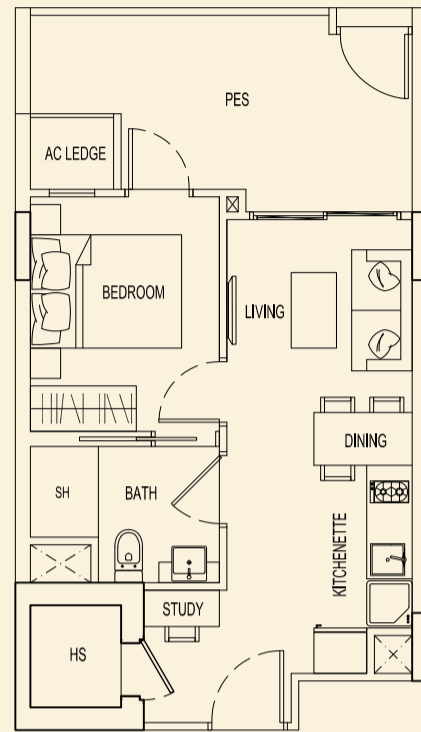 PES
AC LEDGE
BEDROOM
LIVING
DINING
SH
BATH
KITCHENETTE
STUDY
HS